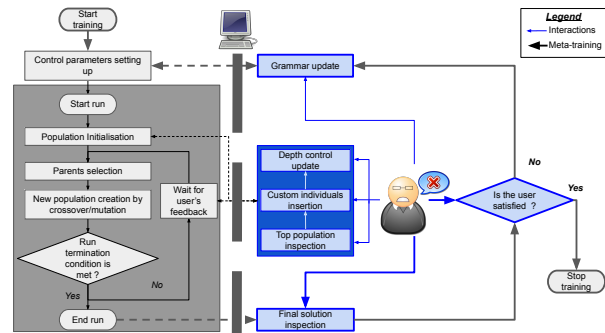 Start
training
Control parameters setting
up
Start run
Population Initialisation
Parents selection
New population creation by
crossover/mutation
Wait for
user's
feedback
Run
termination
condition is
met ?
Yes
No
End run
Grammar update
Depth control
update
Custom individuals
insertion
Top population
inspection
Final solution
inspection
Legend
Interactions
Meta-training
No
Yes
Is the user
satisfied ?
Stop
training